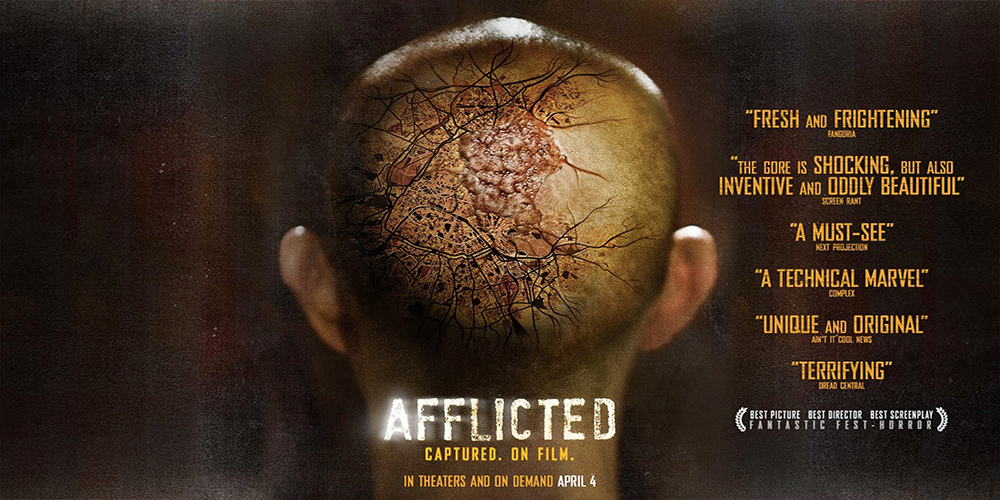 AFFLICTED
CAPTURED. ON FILM.
IN THEATERS AND ON DEMAND APRIL 4
"FRESH AND FRIGHTENING"
FANGORIA
"THE GORE IS SHOCKING, BUT ALSO
INVENTIVE AND ODDLY BEAUTIFUL"
SCREEN RANT
"A MUST-SEE"
NEXT PROJECTION
"A TECHNICAL MARVEL"
COMPLEX
"UNIQUE AND ORIGINAL"
AIN'T IT COOL NEWS
"TERRIFYING"
DREAD CENTRAL
BEST PICTURE BEST DIRECTOR BEST SCREENPLAY
FANTASTIC FEST-HORROR